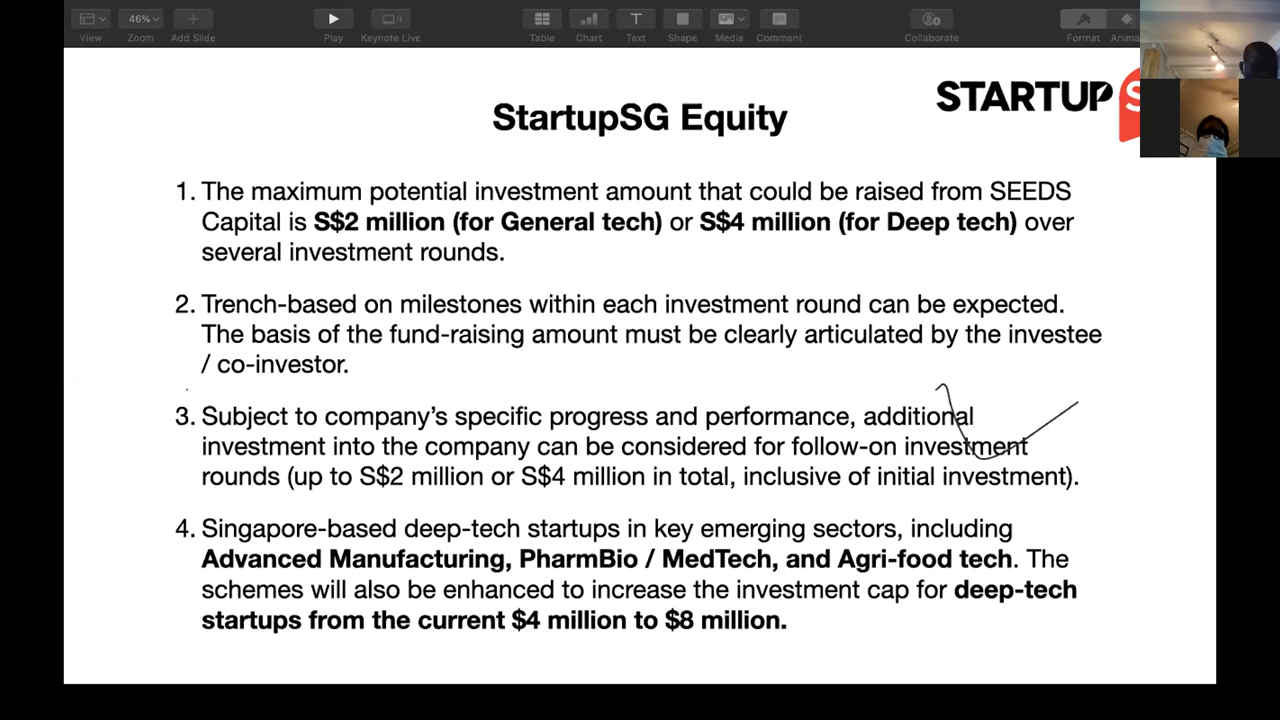 46%
View
Zoom
Add Slide
Play
Keynote Live
Table
Chart
Text
Shape
Media
Comment
Collaborate
Format
StartupSG Equity
STARTUP
1. The maximum potential investment amount that could be raised from SEEDS
Capital is S$2 million (for General tech) or S$4 million (for Deep tech) over
several investment rounds.
2. Trench-based on milestones within each investment round can be expected.
The basis of the fund-raising amount must be clearly articulated by the investee
/ co-investor.
3. Subject to company's specific progress and performance, additional
investment into the company can be considered for follow-on investment
rounds (up to S$2 million or S$4 million in total, inclusive of initial investment).
4. Singapore-based deep-tech startups in key emerging sectors, including
Advanced Manufacturing, PharmBio / MedTech, and Agri-food tech. The
schemes will also be enhanced to increase the investment cap for deep-tech
startups from the current $4 million to $8 million.